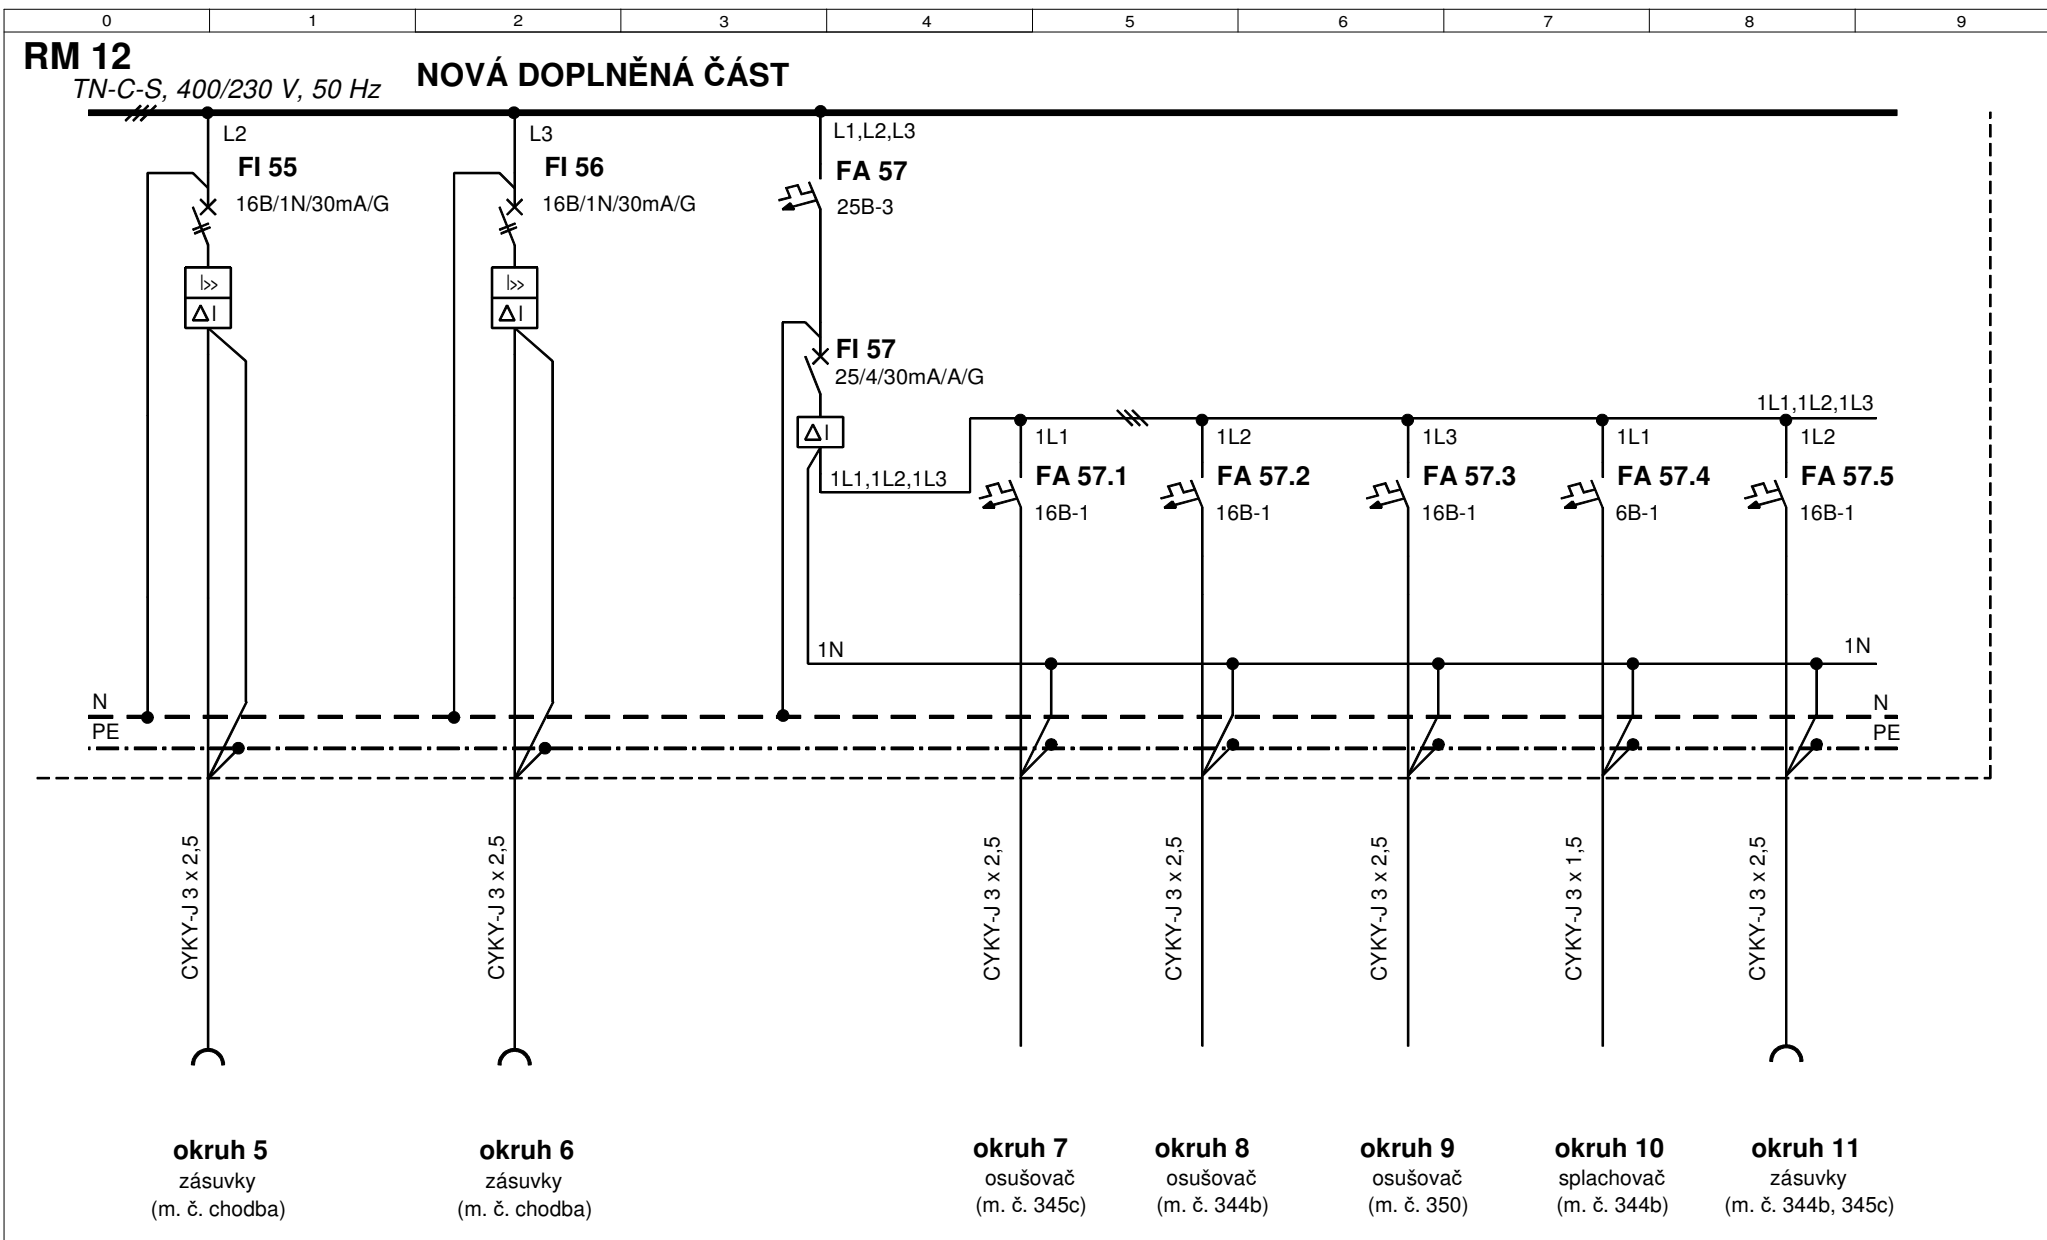 0 1 2 3 4 5 6 7 8 9
RM 12
TN-C-S, 400/230 V, 50 Hz
NOVÁ DOPLNĚNÁ ČÁST
L2
FI 55
16B/1N/30mA/G
I>>
ΔI
L3
FI 56
16B/1N/30mA/G
I>>
ΔI
L1,L2,L3
FA 57
25B-3
FI 57
25/4/30mA/A/G
ΔI
1L1,1L2,1L3
1L1,1L2,1L3
1L1
FA 57.1
16B-1
1L2
FA 57.2
16B-1
1L3
FA 57.3
16B-1
1L1
FA 57.4
6B-1
1L2
FA 57.5
16B-1
1N
1N
N
PE
N
PE
CYKY-J 3 x 2,5
CYKY-J 3 x 2,5
CYKY-J 3 x 2,5
CYKY-J 3 x 2,5
CYKY-J 3 x 2,5
CYKY-J 3 x 1,5
CYKY-J 3 x 2,5
okruh 5
zásuvky
(m. č. chodba)
okruh 6
zásuvky
(m. č. chodba)
okruh 7
osušovač
(m. č. 345c)
okruh 8
osušovač
(m. č. 344b)
okruh 9
osušovač
(m. č. 350)
okruh 10
splachovač
(m. č. 344b)
okruh 11
zásuvky
(m. č. 344b, 345c)